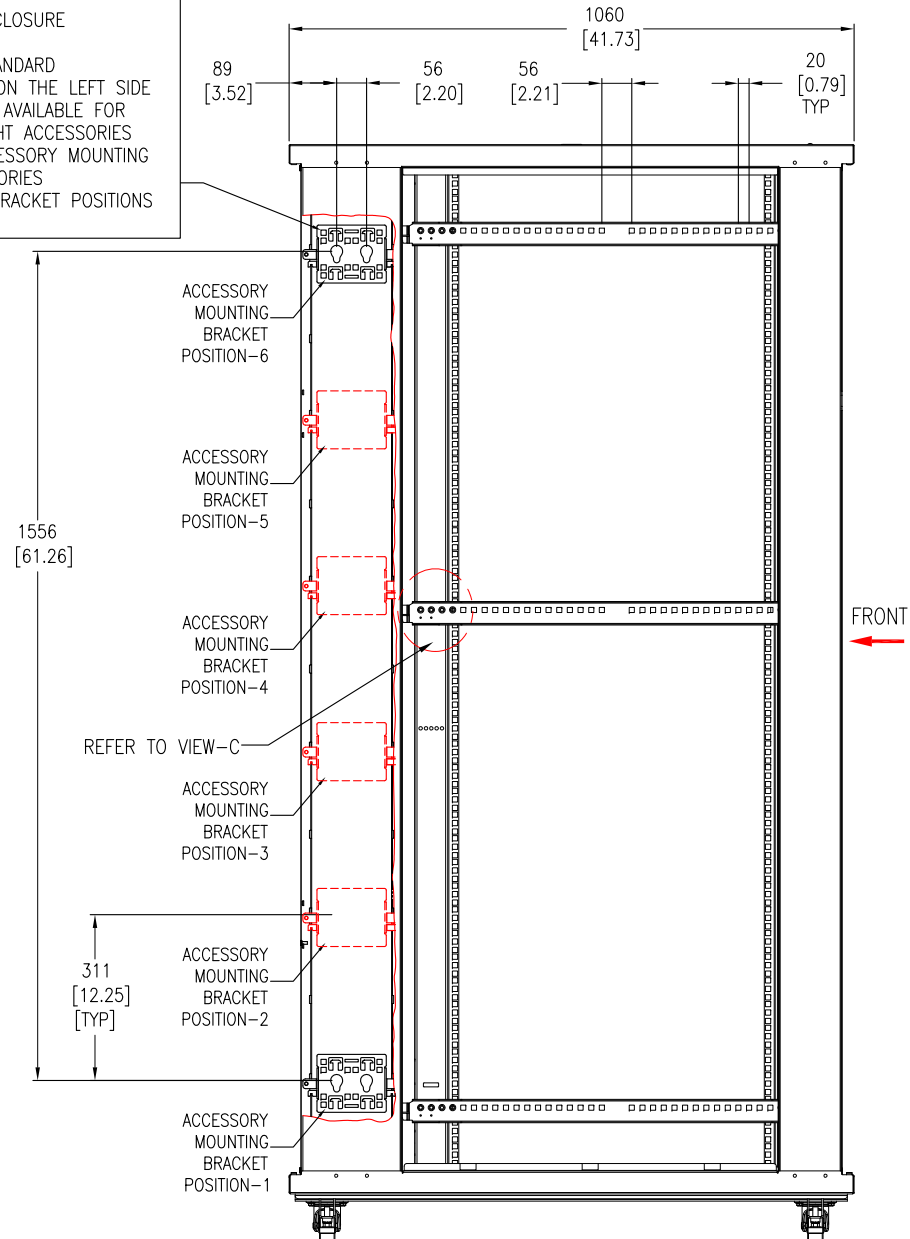 CLOSURE
ANDARD
ON THE LEFT SIDE
AVAILABLE FOR
HT ACCESSORIES
ESSORY MOUNTING
ORIES
BRACKET POSITIONS
1060
[41.73]
89
[3.52]
56
[2.20]
56
[2.21]
20
[0.79]
TYP
ACCESSORY
MOUNTING
BRACKET
POSITION-6
ACCESSORY
MOUNTING
BRACKET
POSITION-5
1556
[61.26]
ACCESSORY
MOUNTING
BRACKET
POSITION-4
FRONT
REFER TO VIEW-C
ACCESSORY
MOUNTING
BRACKET
POSITION-3
311
[12.25]
[TYP]
ACCESSORY
MOUNTING
BRACKET
POSITION-2
ACCESSORY
MOUNTING
BRACKET
POSITION-1